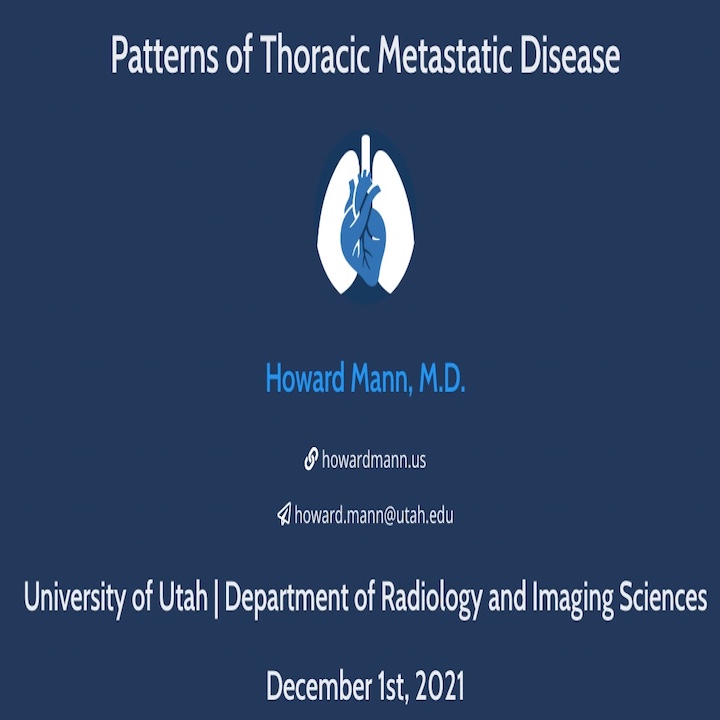 Patterns of Thoracic Metastatic Disease
Howard Mann, M.D.
howardmann.us
howard.mann@utah.edu
University of Utah | Department of Radiology and Imaging Sciences
December 1st, 2021